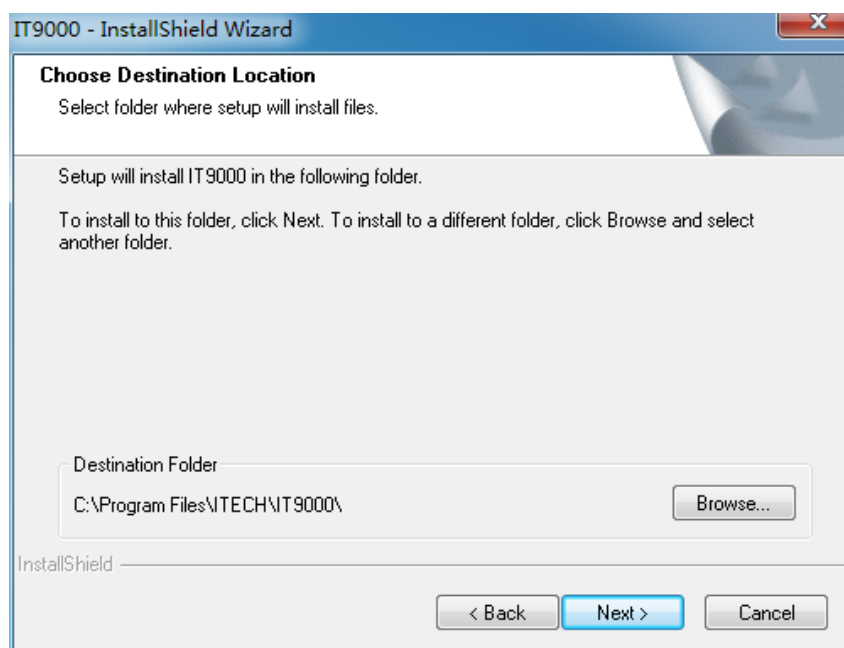 IT9000 - InstallShield Wizard
Choose Destination Location
Select folder where setup will install files.
Setup will install IT9000 in the following folder.
To install to this folder, click Next. To install to a different folder, click Browse and select
another folder.
Destination Folder
C:\Program Files\ITECH\IT9000\
Browse...
InstallShield
< Back
Next >
Cancel